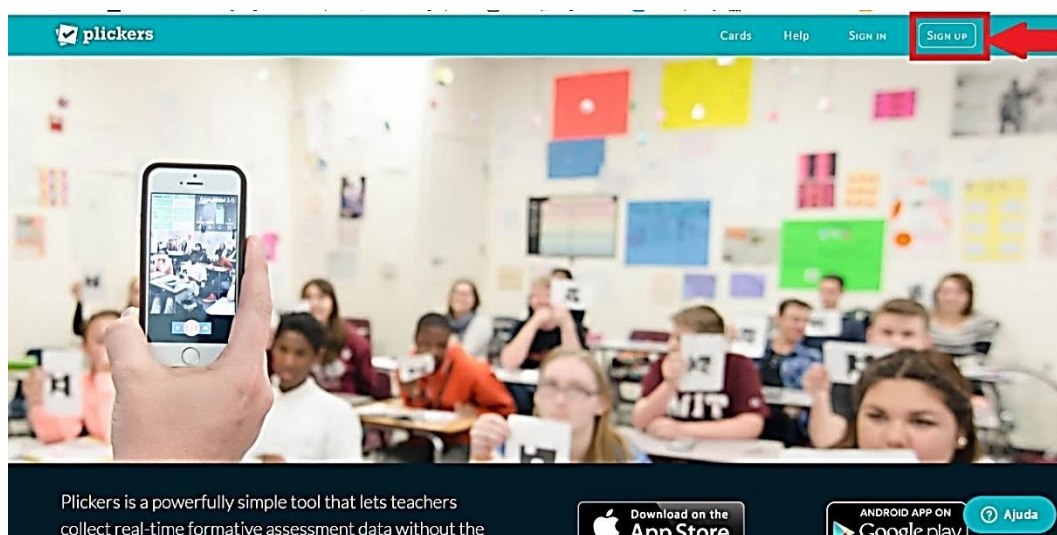 plickers
Cards Help SIGN IN SIGN UP
MIT
Plickers is a powerfully simple tool that lets teachers
collect real-time formative assessment data without the
Download on the
App Store
ANDROID APP ON
Google play
Ajuda